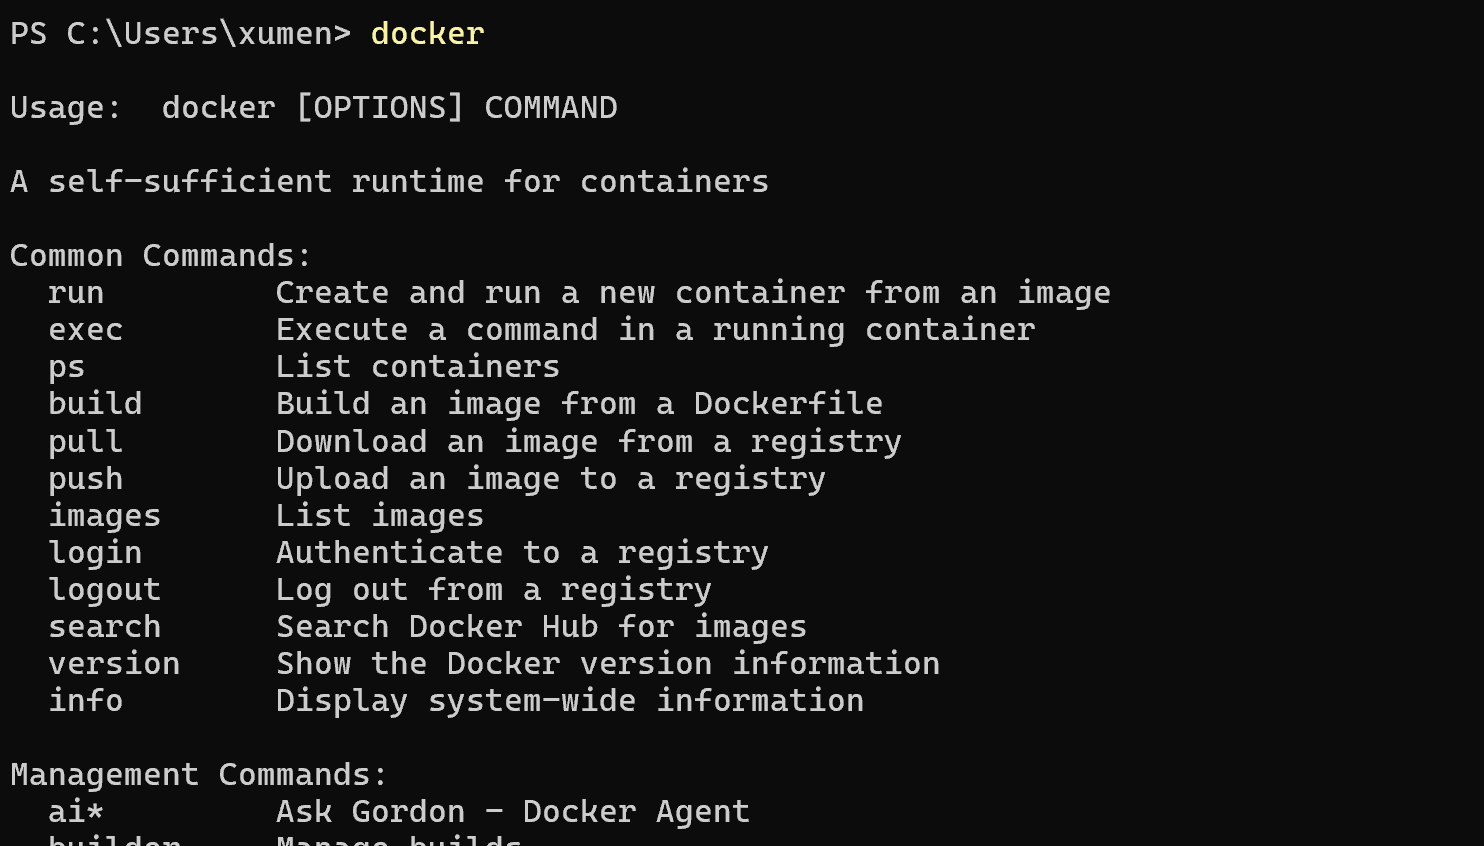 PS C:\Users\xumen> docker
Usage:  docker [OPTIONS] COMMAND
A self-sufficient runtime for containers
Common Commands:
  run         Create and run a new container from an image
  exec        Execute a command in a running container
  ps          List containers
  build       Build an image from a Dockerfile
  pull        Download an image from a registry
  push        Upload an image to a registry
  images      List images
  login       Authenticate to a registry
  logout      Log out from a registry
  search      Search Docker Hub for images
  version     Show the Docker version information
  info        Display system-wide information
Management Commands:
  ai*         Ask Gordon - Docker Agent
  builder     Manage builds